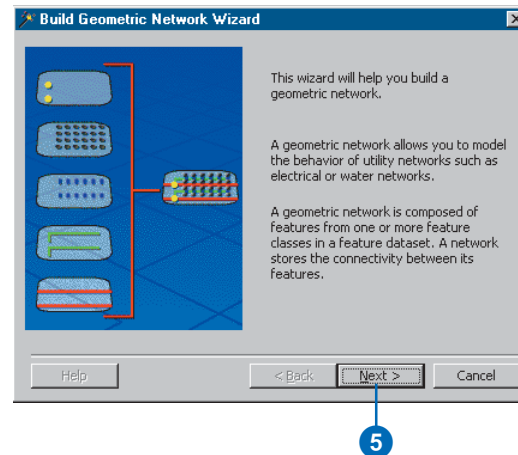 Build Geometric Network Wizard
This wizard will help you build a
geometric network.
A geometric network allows you to model
the behavior of utility networks such as
electrical or water networks.
A geometric network is composed of
features from one or more feature
classes in a feature dataset. A network
stores the connectivity between its
features.
Help
< Back
Next >
Cancel
5